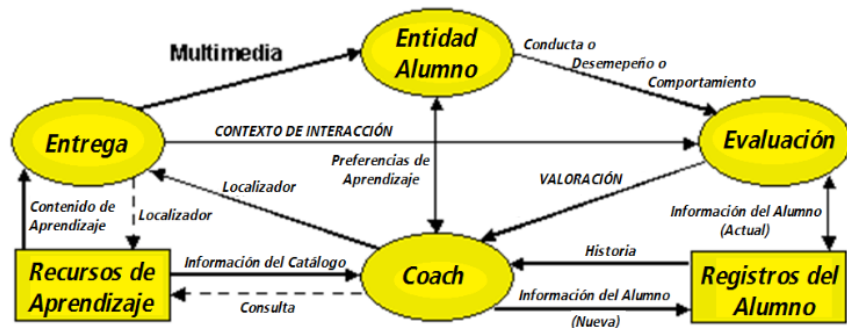 Multimedia
Entidad
Alumno
Conducta o
Desemepeño o
Comportamiento
Entrega
CONTEXTO DE INTERACCIÓN
Evaluación
Preferencias de
Aprendizaje
Localizador
VALORACIÓN
Contenido de
Aprendizaje
Localizador
Información del Alumno
(Actual)
Recursos de
Aprendizaje
Información del Catálogo
Consulta
Coach
Historia
Información del Alumno
(Nueva)
Registros del
Alumno